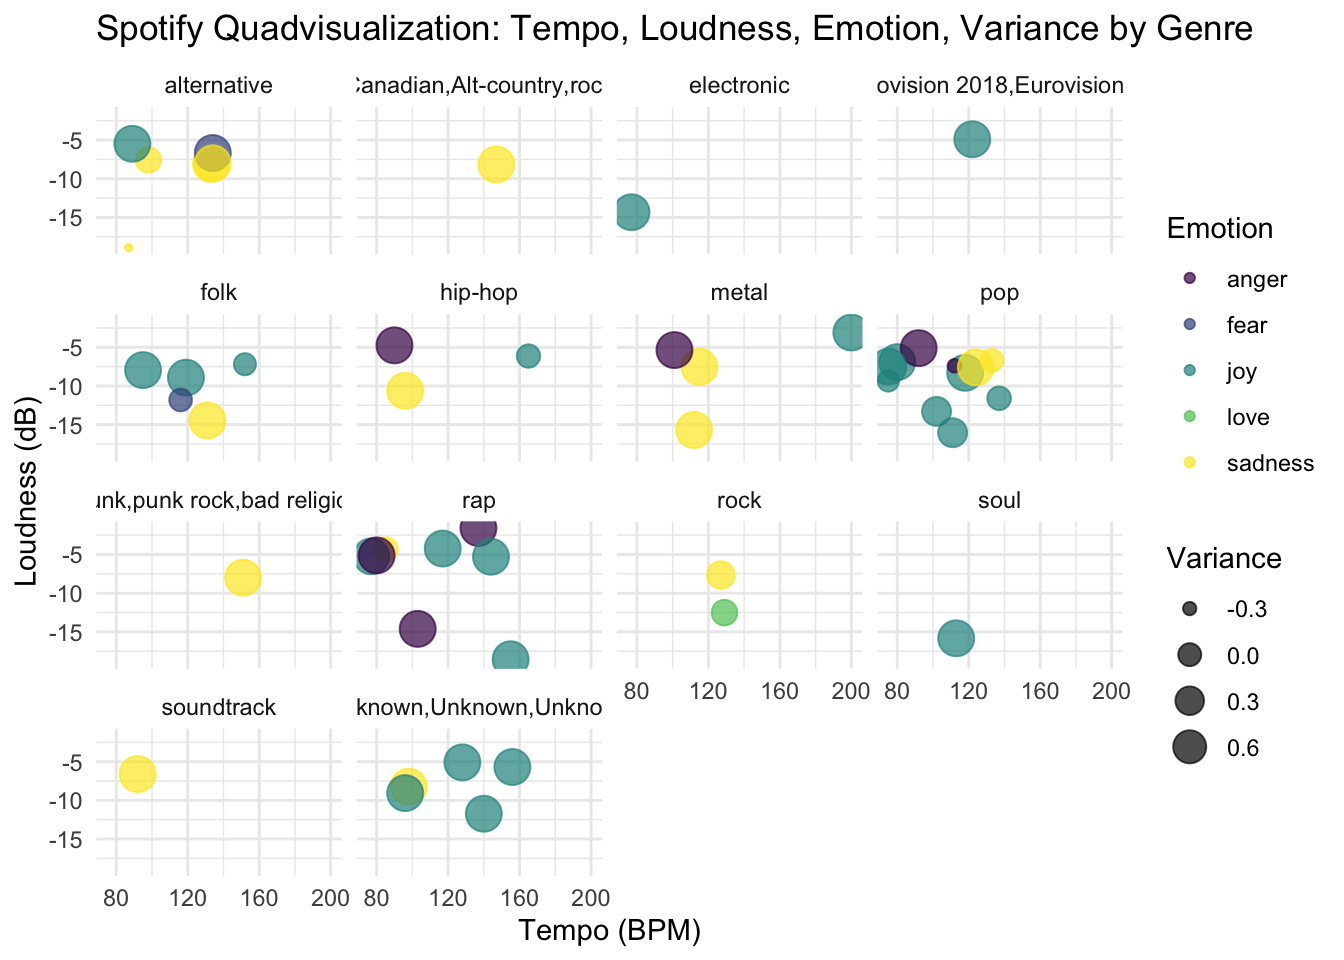 Spotify Quadvisualization: Tempo, Loudness, Emotion, Variance by Genre
alternative
Canadian,Alt-country,roc
electronic
ovision 2018,Eurovision
-5
-10
-15
folk
hip-hop
metal
pop
-5
-10
-15
unk,punk rock,bad religio
rap
rock
soul
-5
-10
-15
80 120 160 200
80 120 160 200
soundtrack
known,Unknown,Unkno
-5
-10
-15
80 120 160 200
80 120 160 200
Tempo (BPM)
Loudness (dB)
Emotion
anger
fear
joy
love
sadness
Variance
-0.3
0.0
0.3
0.6